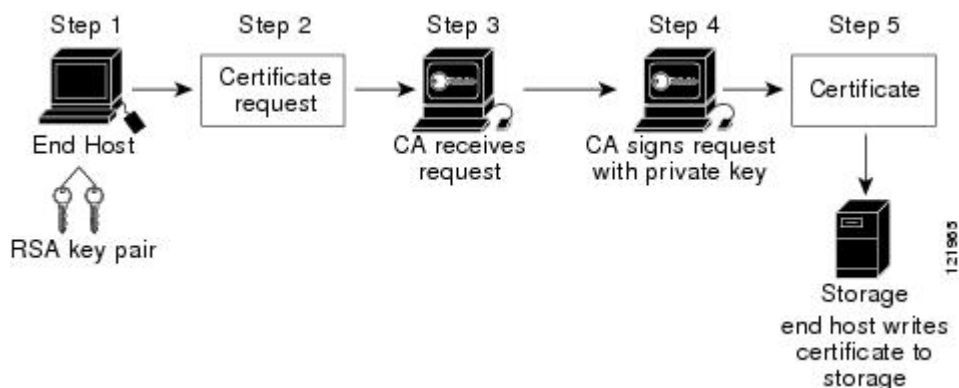 Step 1
Step 2
Step 3
Step 4
Step 5
Certificate
request
Certificate
End Host
CA receives
request
CA signs request
with private key
RSA key pair
121965
Storage
end host writes
certificate to
storage